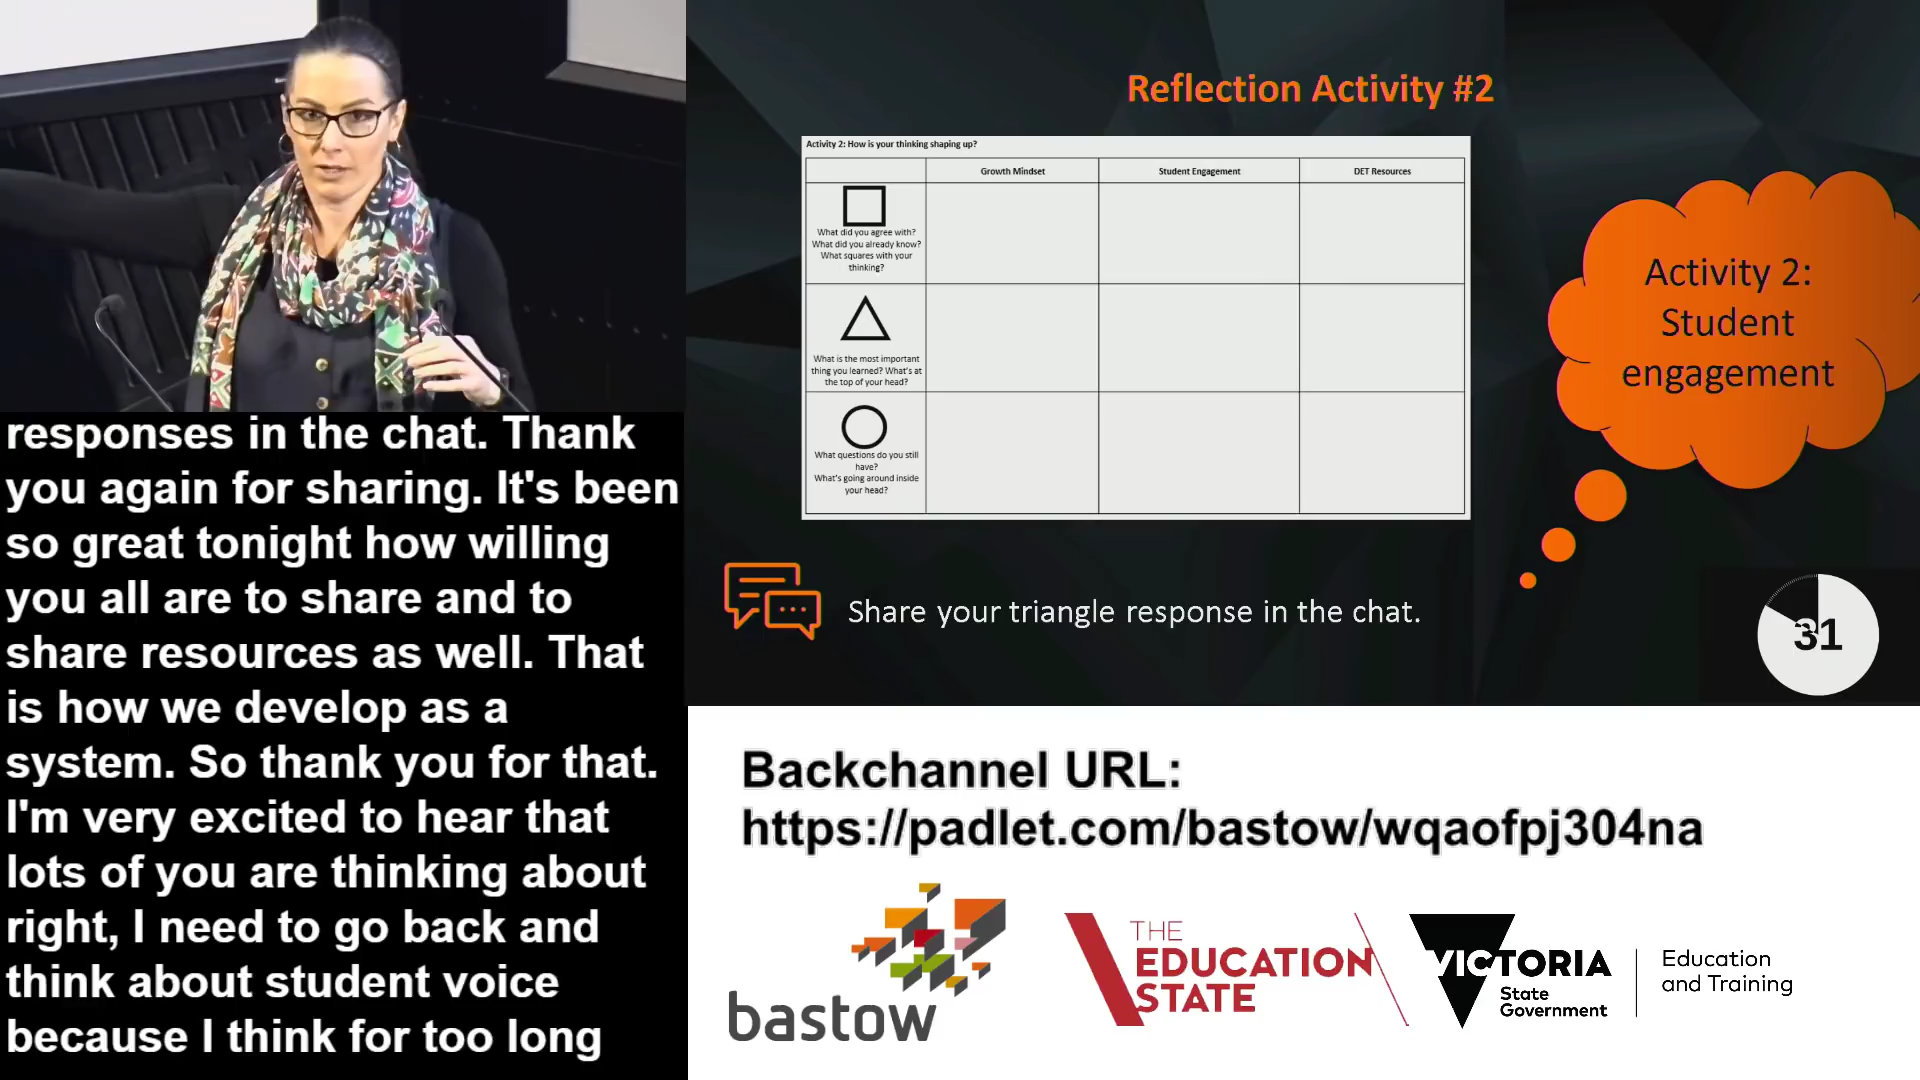 responses in the chat. Thank
you again for sharing. It's been
so great tonight how willing
you all are to share and to
share resources as well. That
is how we develop as a
system. So thank you for that.
I'm very excited to hear that
lots of you are thinking about
right, I need to go back and
think about student voice
because I think for too long
Reflection Activity #2
Activity 2: How is your thinking shaping up?
Growth Mindset
Student Engagement
DET Resources
What did you agree with?
What did you already know?
What squares with your
thinking?
What is the most important
thing you learned? What's at
the top of your head?
What questions do you still
have?
What's going around inside
your head?
Activity 2:
Student
engagement
Share your triangle response in the chat.
31
Backchannel URL:
https://padlet.com/bastow/wqaofpj304na
bastow
THE
EDUCATION
STATE
VICTORIA
State
Government
Education
and Training